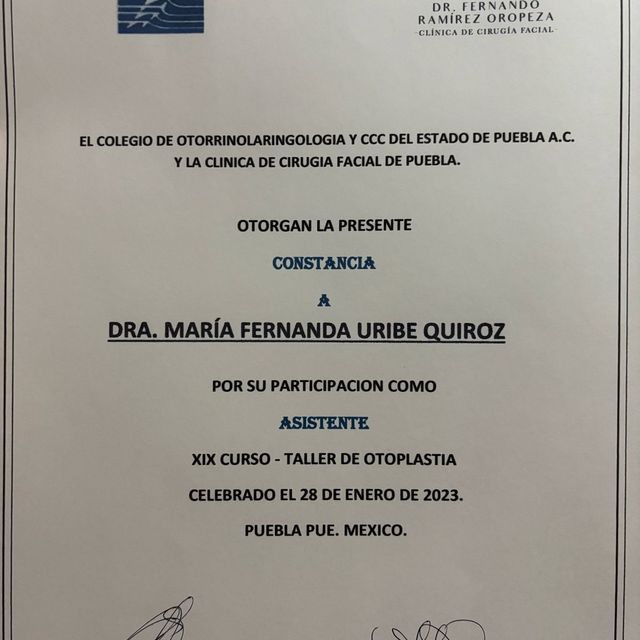 DR. FERNANDO
RAMÍREZ OROPEZA
-CLÍNICA DE CIRUGÍA FACIAL-
EL COLEGIO DE OTORRINOLARINGOLOGIA Y CCC DEL ESTADO DE PUEBLA A.C.
Y LA CLINICA DE CIRUGIA FACIAL DE PUEBLA.
OTORGAN LA PRESENTE
CONSTANCIA
A
DRA. MARÍA FERNANDA URIBE QUIROZ
POR SU PARTICIPACION COMO
ASISTENTE
XIX CURSO - TALLER DE OTOPLASTIA
CELEBRADO EL 28 DE ENERO DE 2023.
PUEBLA PUE. MEXICO.